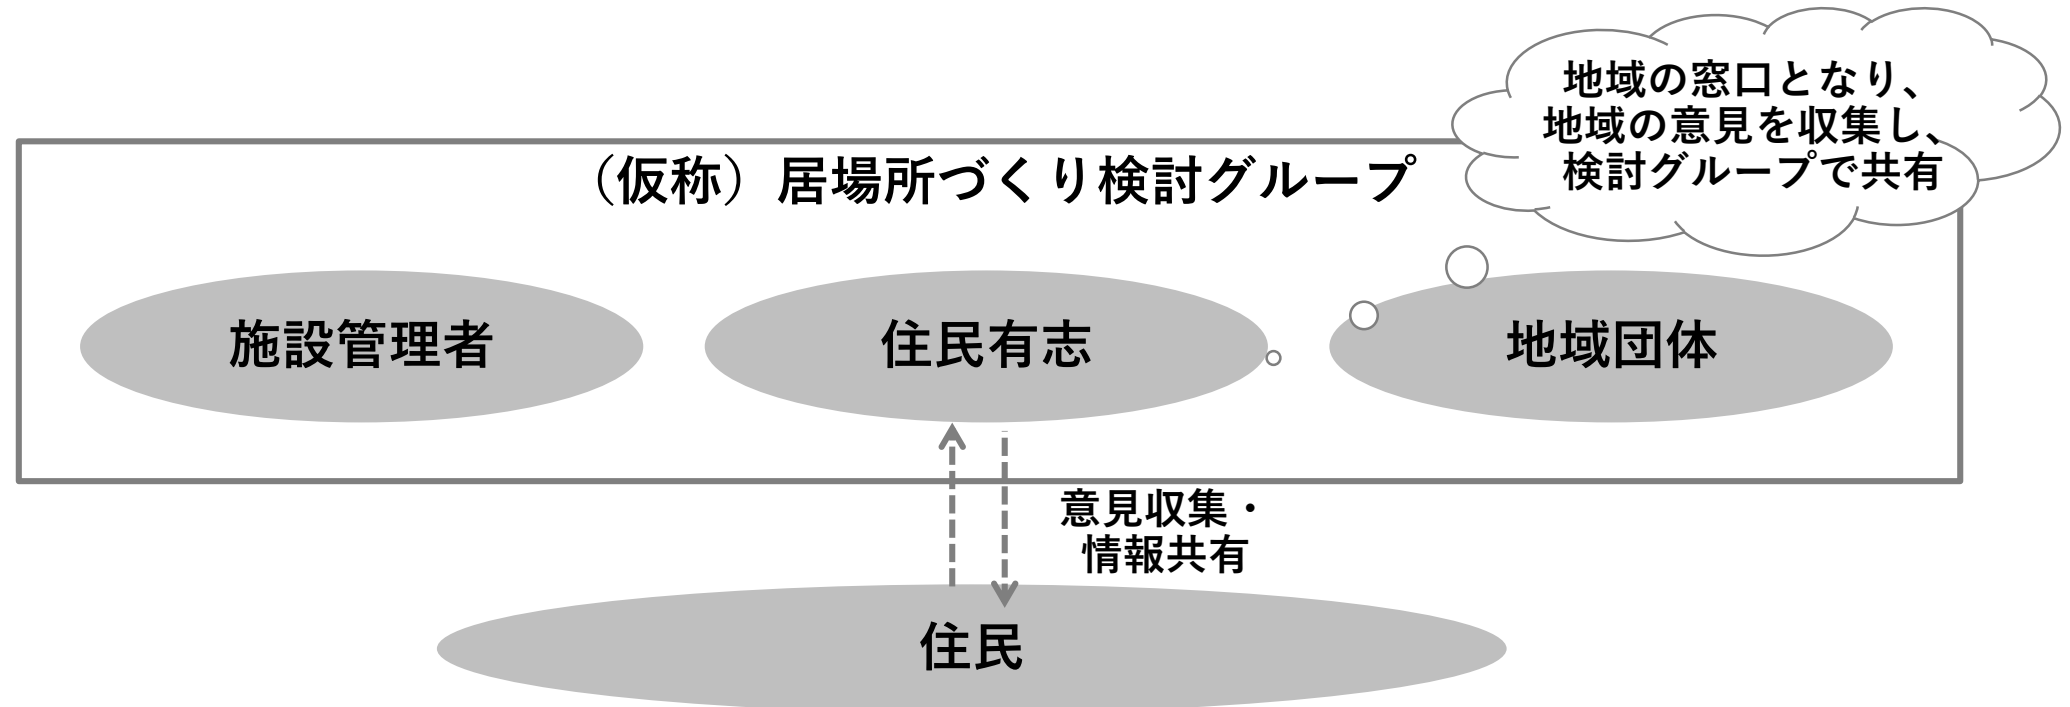 地域の窓口となり、
地域の意見を収集し、
検討グループで共有
（仮称）居場所づくり検討グループ
施設管理者
住民有志
地域団体
意見収集・
情報共有
住民